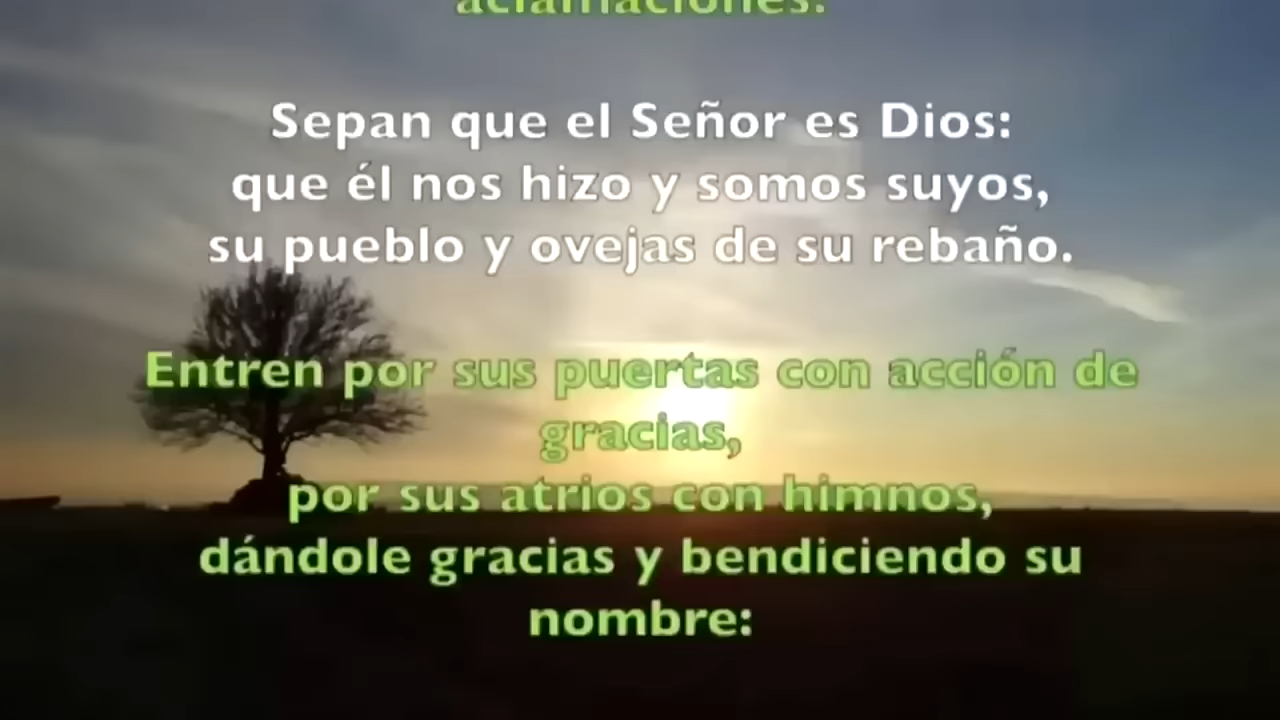 aclamaciones:
Sepan que el Señor es Dios:
que él nos hizo y somos suyos,
su pueblo y ovejas de su rebaño.
Entren por sus puertas con acción de
gracias,
por sus atrios con himnos,
dándole gracias y bendiciendo su
nombre: